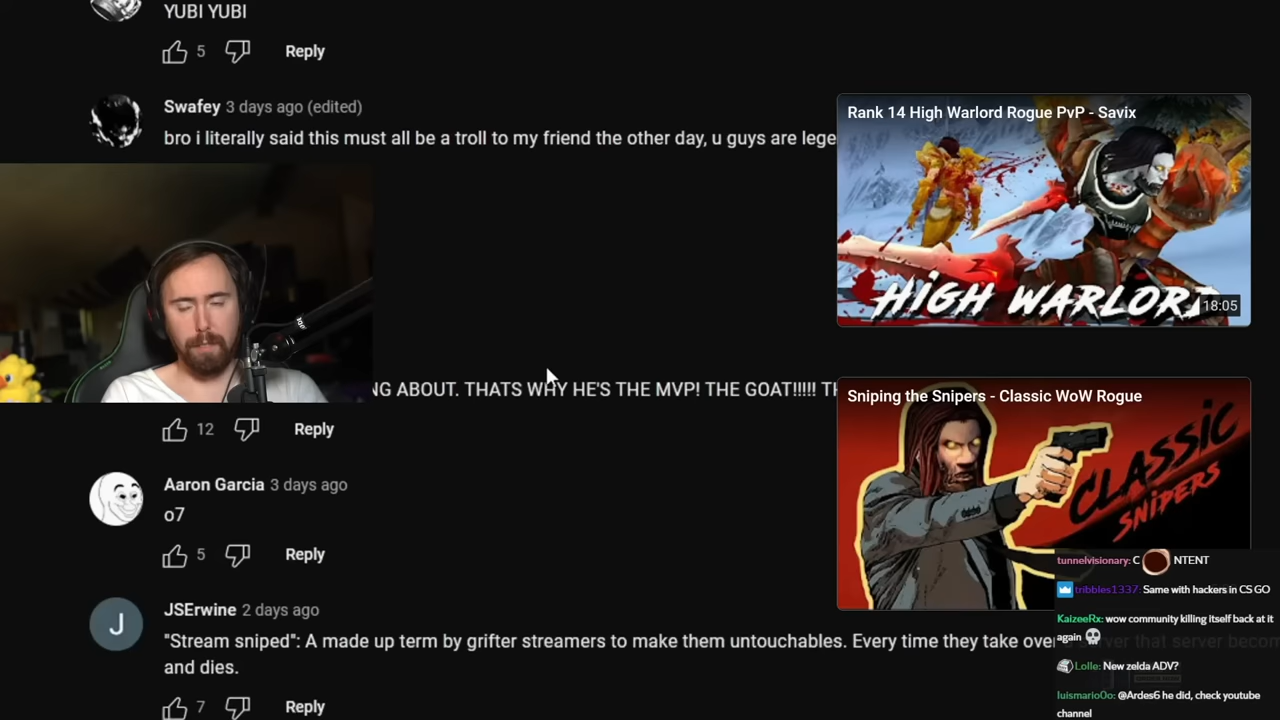 YUBI YUBI
5
Reply
Swafey 3 days ago (edited)
bro i literally said this must all be a troll to my friend the other day, u guys are lege
NG ABOUT. THATS WHY HE'S THE MVP! THE GOAT!!!!! TH
12
Reply
Aaron Garcia 3 days ago
o7
5
Reply
J
JSErwine 2 days ago
"Stream sniped": A made up term by grifter streamers to make them untouchables. Every time they take over a server that server becom
and dies.
7
Reply
Rank 14 High Warlord Rogue PvP - Savix
HIGH WARLORD
18:05
Sniping the Snipers - Classic WoW Rogue
CLASSIC
SNIPERS
tunnelvisionary: C NTENT
tribbles1337: Same with hackers in CS GO
KaizeeRx: wow community killing itself back at it
again
Lolle: New zelda ADV?
luismarioOo: @Ardes6 he did, check youtube
channel